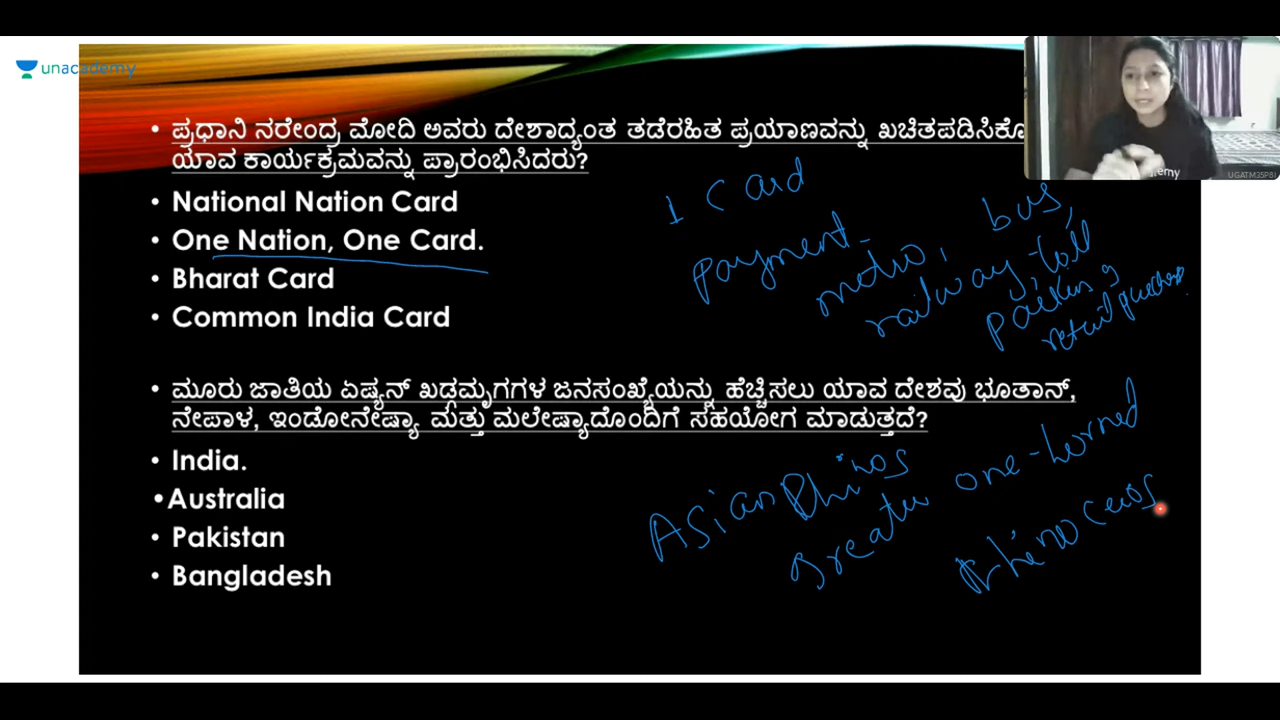 unacademy
• ಪ್ರಧಾನಿ ನರೇಂದ್ರ ಮೋದಿ ಅವರು ದೇಶಾದ್ಯಂತ ತಡೆರಹಿತ ಪ್ರಯಾಣವನ್ನು
ಯಾವ ಕಾರ್ಯಕ್ರಮವನ್ನು ಪ್ರಾರಂಭಿಸಿದರು?
• National Nation Card
• One Nation, One Card.
• Bharat Card
• Common India Card
1 Card
payment-
metro, bus,
railway, toll
parking
retail
• ಮೂರು ಜಾತಿಯ ಏಷ್ಯನ್ ಖಡ್ಗಮೃಗಗಳ ಜನಸಂಖ್ಯೆಯನ್ನು ಹೆಚ್ಚಿಸಲು ಯಾವ ದೇಶವು ಭೂತಾನ್,
ನೇಪಾಳ, ಇಂಡೋನೇಷ್ಯಾ ಮತ್ತು ಮಲೇಷ್ಯಾದೊಂದಿಗೆ ಸಹಯೋಗ ಮಾಡುತ್ತದೆ?
• India.
• Australia
• Pakistan
• Bangladesh
Asian Rhinos
Greater one-horned
Rhinoceros
UGATM35P8I